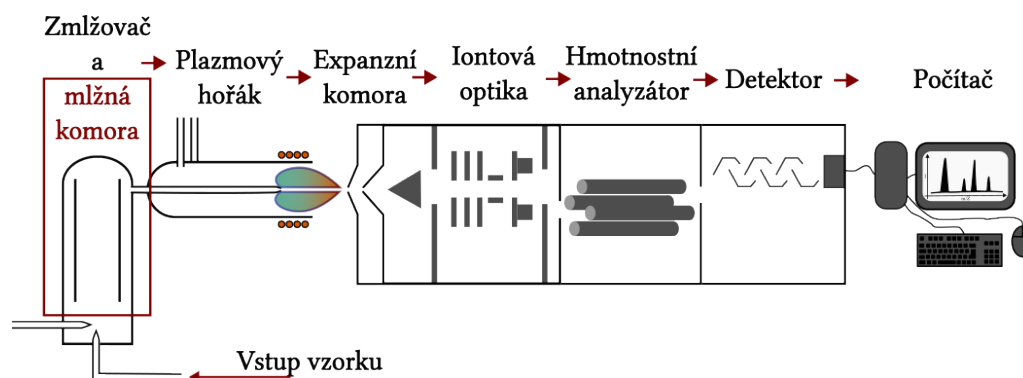 Zmlžovač
a
mlžná
komora
Plazmový
hořák
Expanzní
komora
Iontová
optika
Hmotnostní
analyzátor
Detektor
Počítač
m/Z
Vstup vzorku